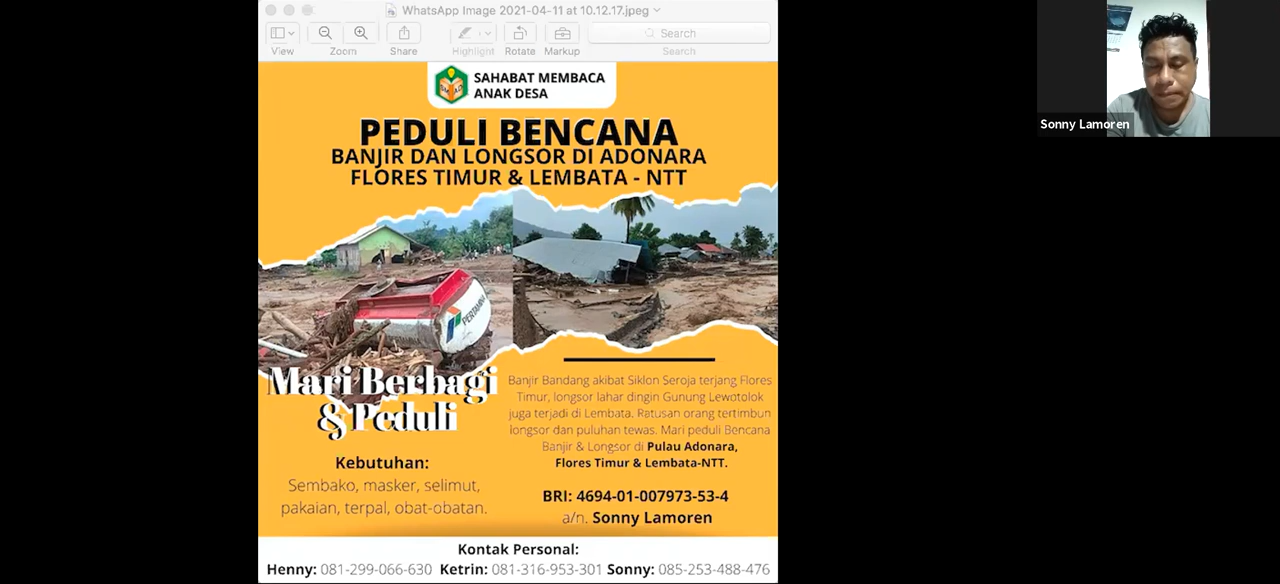 WhatsApp Image 2021-04-11 at 10.12.17.jpeg
Search
View
Zoom
Share
Highlight
Rotate
Markup
Search
SAHABAT MEMBACA
ANAK DESA
PEDULI BENCANA
BANJIR DAN LONGSOR DI ADONARA
FLORES TIMUR & LEMBATA - NTT
PERTAMINA
Mari Berbagi
& Peduli
Kebutuhan:
Sembako, masker, selimut,
pakaian, terpal, obat-obatan.
Banjir Bandang akibat Siklon Seroja terjang Flores
Timur, longsor lahar dingin Gunung Lewotolok
juga terjadi di Lembata. Ratusan orang tertimbun
longsor dan puluhan tewas. Mari peduli Bencana
Banjir & Longsor di Pulau Adonara,
Flores Timur & Lembata-NTT.
BRI: 4694-01-007973-53-4
a/n. Sonny Lamoren
Kontak Personal:
Henny: 081-299-066-630 Ketrin: 081-316-953-301 Sonny: 085-253-488-476
Sonny Lamoren